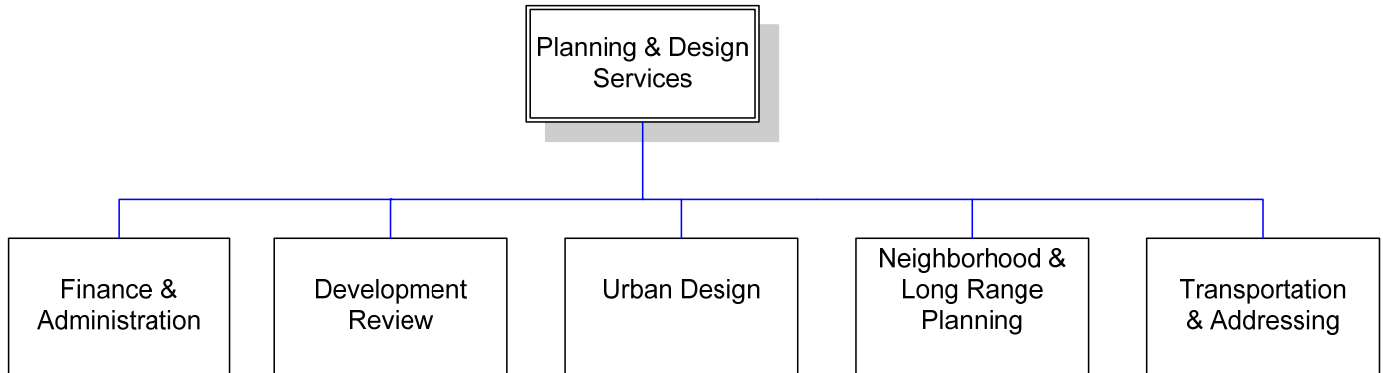 Planning & Design
Services
Finance &
Administration
Development
Review
Urban Design
Neighborhood &
Long Range
Planning
Transportation
& Addressing